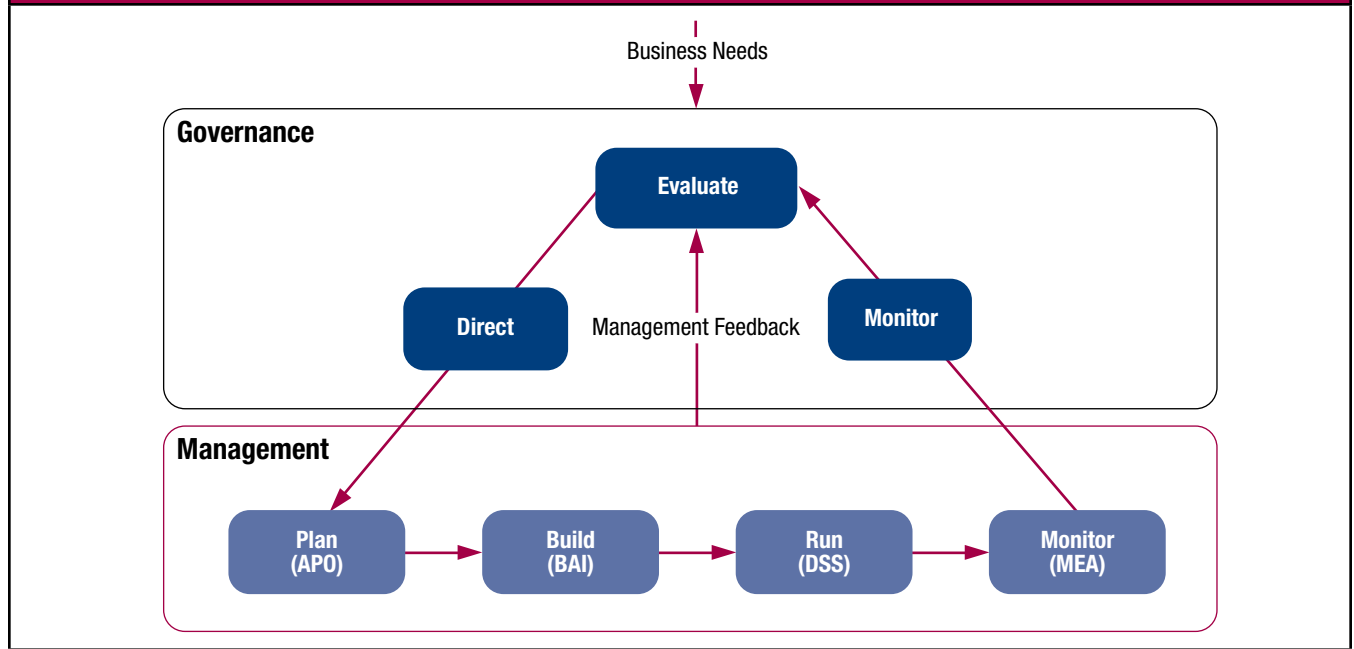 Business Needs
Governance
Evaluate
Direct
Management Feedback
Monitor
Management
Plan
(APO)
Build
(BAI)
Run
(DSS)
Monitor
(MEA)